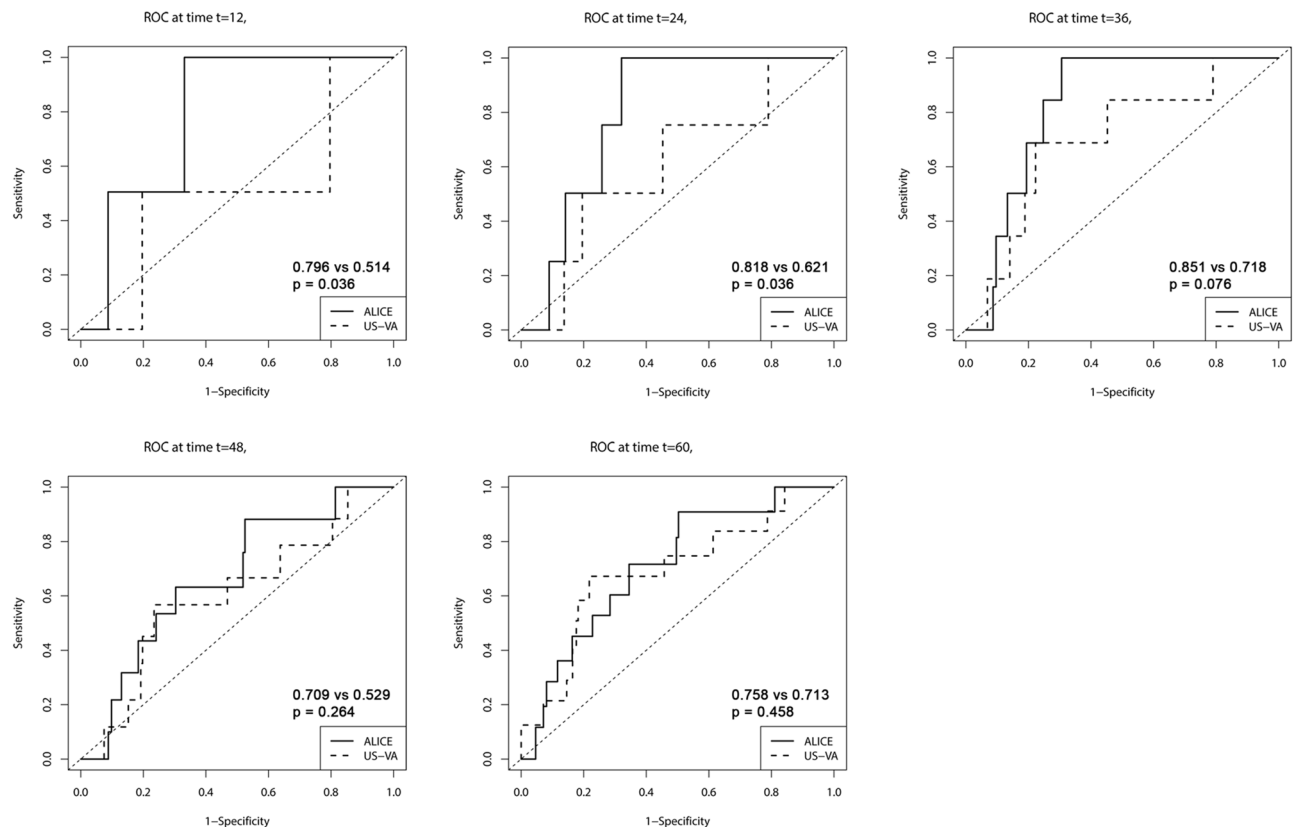 ROC at time t=12,
Sensitivity
1.0
0.8
0.6
0.4
0.2
0.0
0.796 vs 0.514
p = 0.036
ALICE
US−VA
0.0 0.2 0.4 0.6 0.8 1.0
1−Specificity
ROC at time t=24,
Sensitivity
1.0
0.8
0.6
0.4
0.2
0.0
0.818 vs 0.621
p = 0.036
ALICE
US−VA
0.0 0.2 0.4 0.6 0.8 1.0
1−Specificity
ROC at time t=36,
Sensitivity
1.0
0.8
0.6
0.4
0.2
0.0
0.851 vs 0.718
p = 0.076
ALICE
US−VA
0.0 0.2 0.4 0.6 0.8 1.0
1−Specificity
ROC at time t=48,
Sensitivity
1.0
0.8
0.6
0.4
0.2
0.0
0.709 vs 0.529
p = 0.264
ALICE
US−VA
0.0 0.2 0.4 0.6 0.8 1.0
1−Specificity
ROC at time t=60,
Sensitivity
1.0
0.8
0.6
0.4
0.2
0.0
0.758 vs 0.713
p = 0.458
ALICE
US−VA
0.0 0.2 0.4 0.6 0.8 1.0
1−Specificity